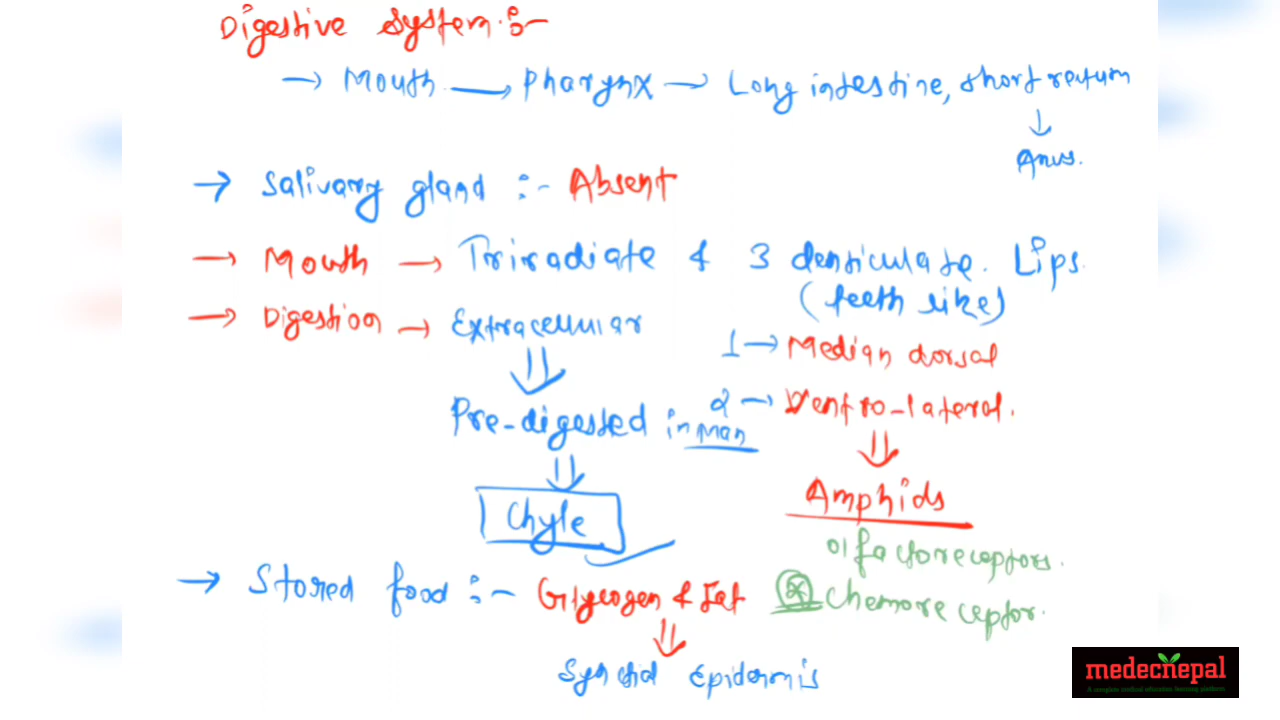 Digestive System :-
→ Mouth → Pharynx → Long intestine, short rectum
↓
Anus.
→ Salivary gland :- Absent
→ Mouth → Triradiate & 3 denticulate. Lips.
(teeth like)
→ Digestion → Extracellular
1 → Median dorsal
⇓
2 → Ventro-lateral.
Pre-digested in man
⇓
⇓
Amphids
Chyle
olfactoreceptors.
→ Stored food :- Glycogen & Fat
chemoreceptor.
⇓
Epidermis
medecnepal